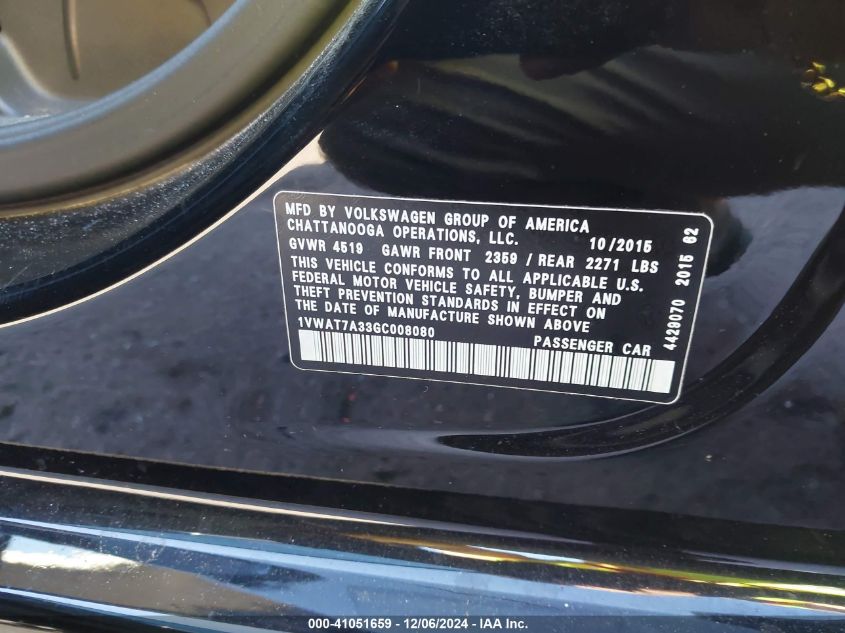 MFD BY VOLKSWAGEN GROUP OF AMERICA
CHATTANOOGA OPERATIONS, LLC. 10/2015
GVWR 4519 GAWR FRONT 2359 / REAR 2271 LBS
THIS VEHICLE CONFORMS TO ALL APPLICABLE U.S.
FEDERAL MOTOR VEHICLE SAFETY, BUMPER AND
THEFT PREVENTION STANDARDS IN EFFECT ON
THE DATE OF MANUFACTURE SHOWN ABOVE
1VWAT7A33GC008080 PASSENGER CAR
4429070 2015 62
000-41051659 - 12/06/2024 - IAA Inc.